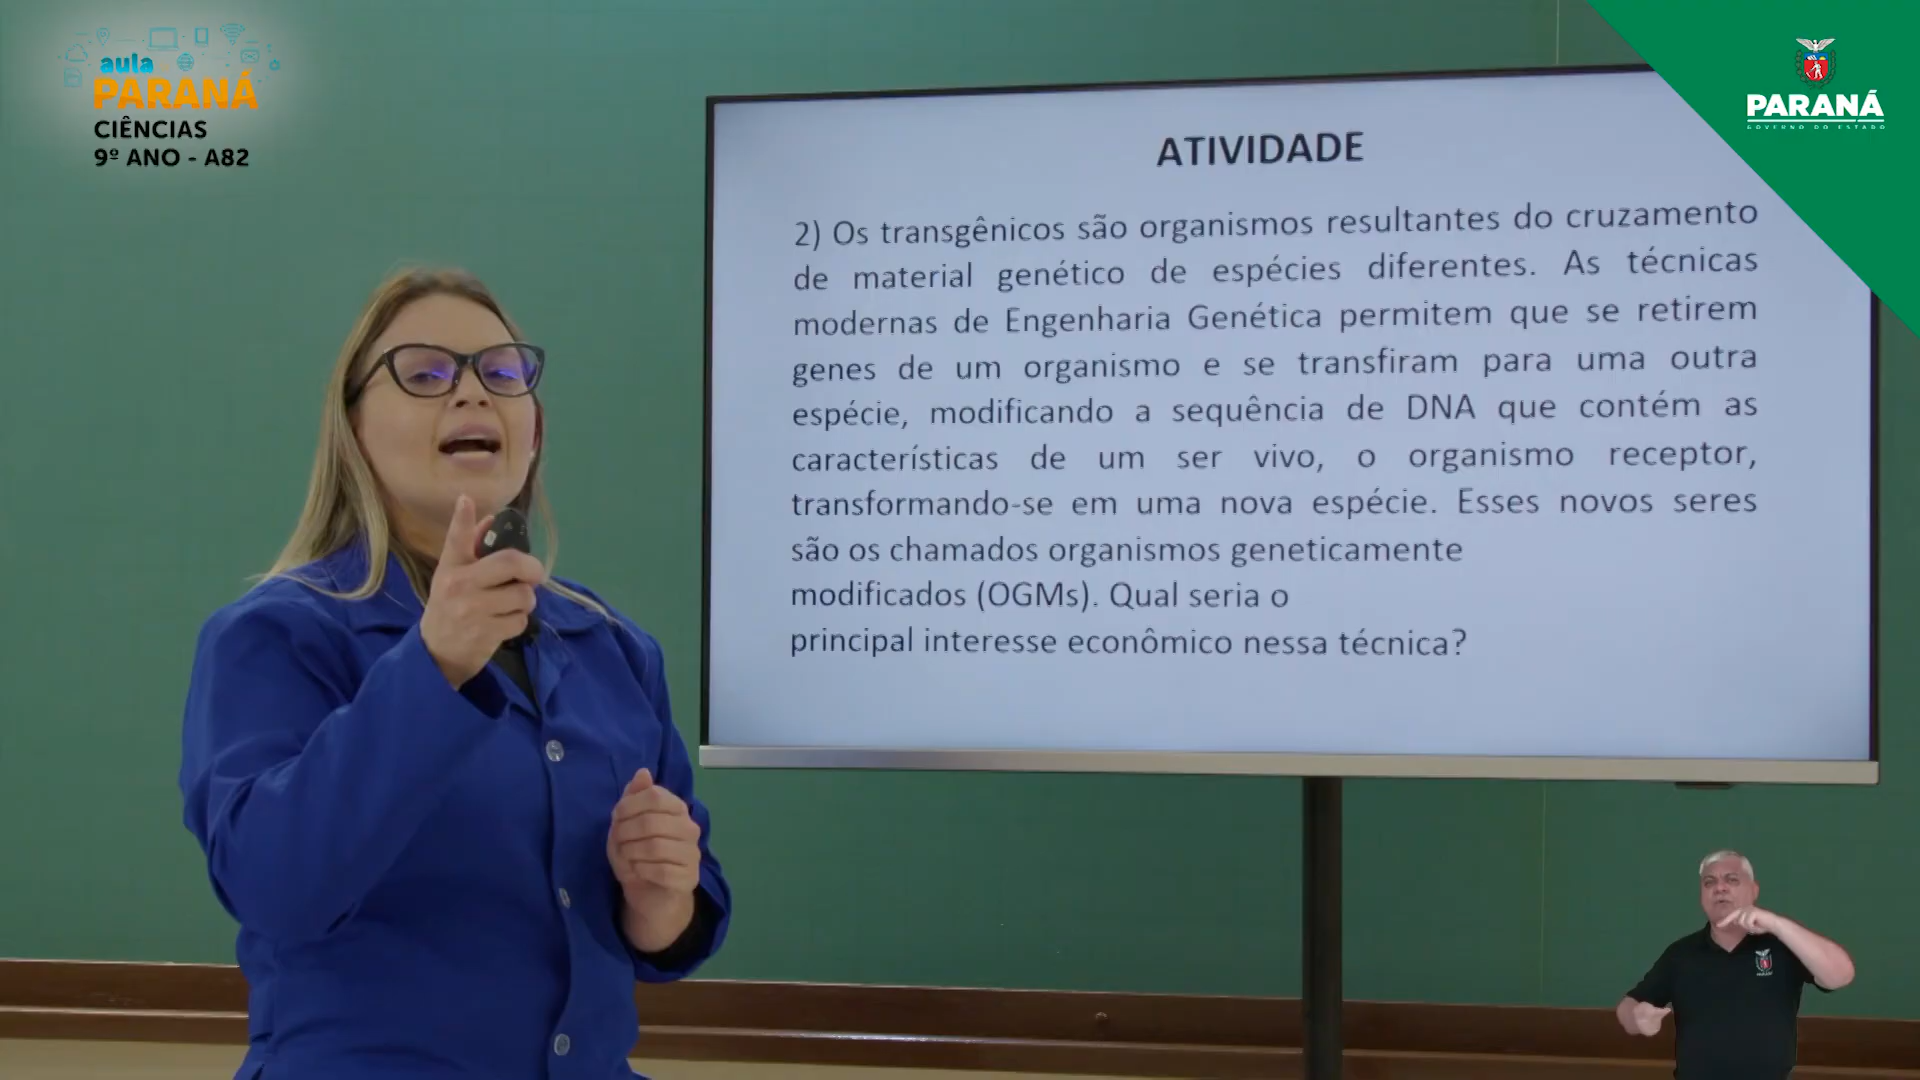 aula
PARANÁ
CIÊNCIAS
9º ANO - A82
PARANÁ
GOVERNO DO ESTADO
ATIVIDADE
2) Os transgênicos são organismos resultantes do cruzamento
de material genético de espécies diferentes. As técnicas
modernas de Engenharia Genética permitem que se retirem
genes de um organismo e se transfiram para uma outra
espécie, modificando a sequência de DNA que contém as
características de um ser vivo, o organismo receptor,
transformando-se em uma nova espécie. Esses novos seres
são os chamados organismos geneticamente
modificados (OGMs). Qual seria o
principal interesse econômico nessa técnica?